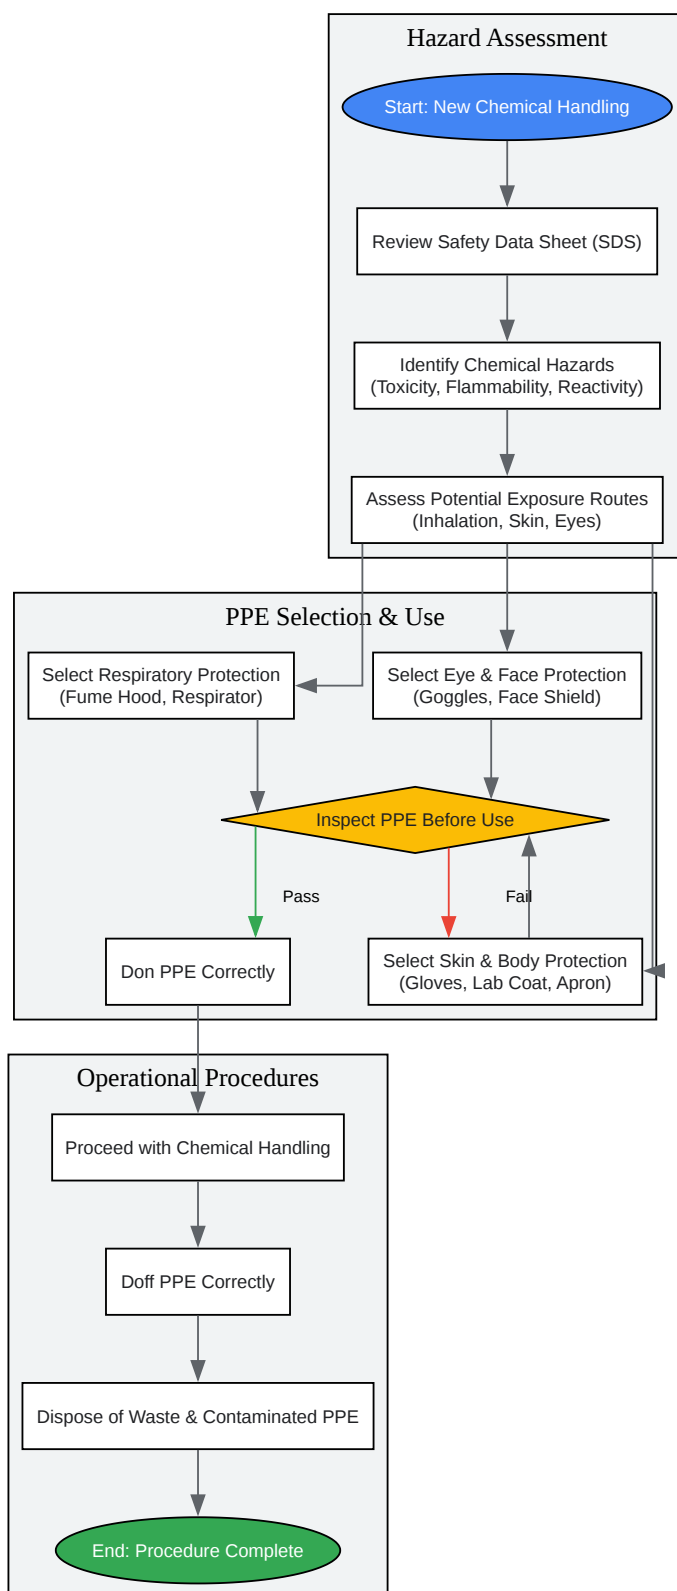 Hazard Assessment
Start: New Chemical Handling
Review Safety Data Sheet (SDS)
Identify Chemical Hazards
(Toxicity, Flammability, Reactivity)
Assess Potential Exposure Routes
(Inhalation, Skin, Eyes)
PPE Selection & Use
Select Respiratory Protection
(Fume Hood, Respirator)
Select Eye & Face Protection
(Goggles, Face Shield)
Inspect PPE Before Use
Pass
Fail
Don PPE Correctly
Select Skin & Body Protection
(Gloves, Lab Coat, Apron)
Operational Procedures
Proceed with Chemical Handling
Doff PPE Correctly
Dispose of Waste & Contaminated PPE
End: Procedure Complete